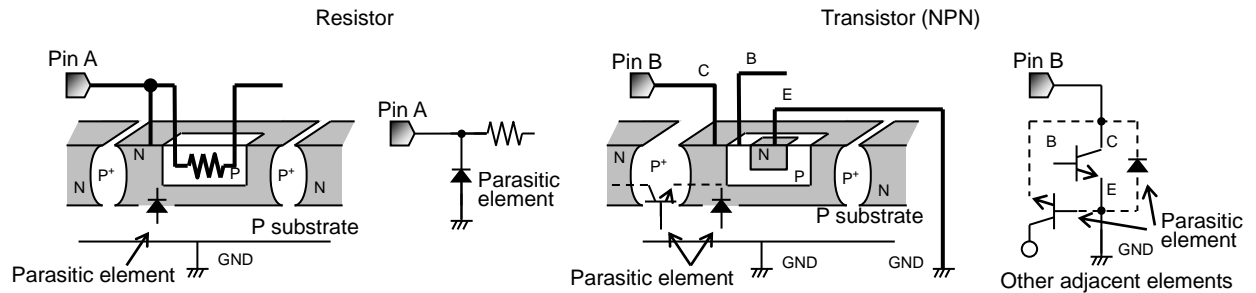 Resistor
Transistor (NPN)
Pin A
Pin A
N
N
P+
P
P+
N
Parasitic
element
P substrate
GND
Parasitic element
Pin B
C
B
E
N
P+
N
P
P+
N
P substrate
GND
GND
Parasitic element
Pin B
B
C
E
GND
Parasitic
element
Other adjacent elements